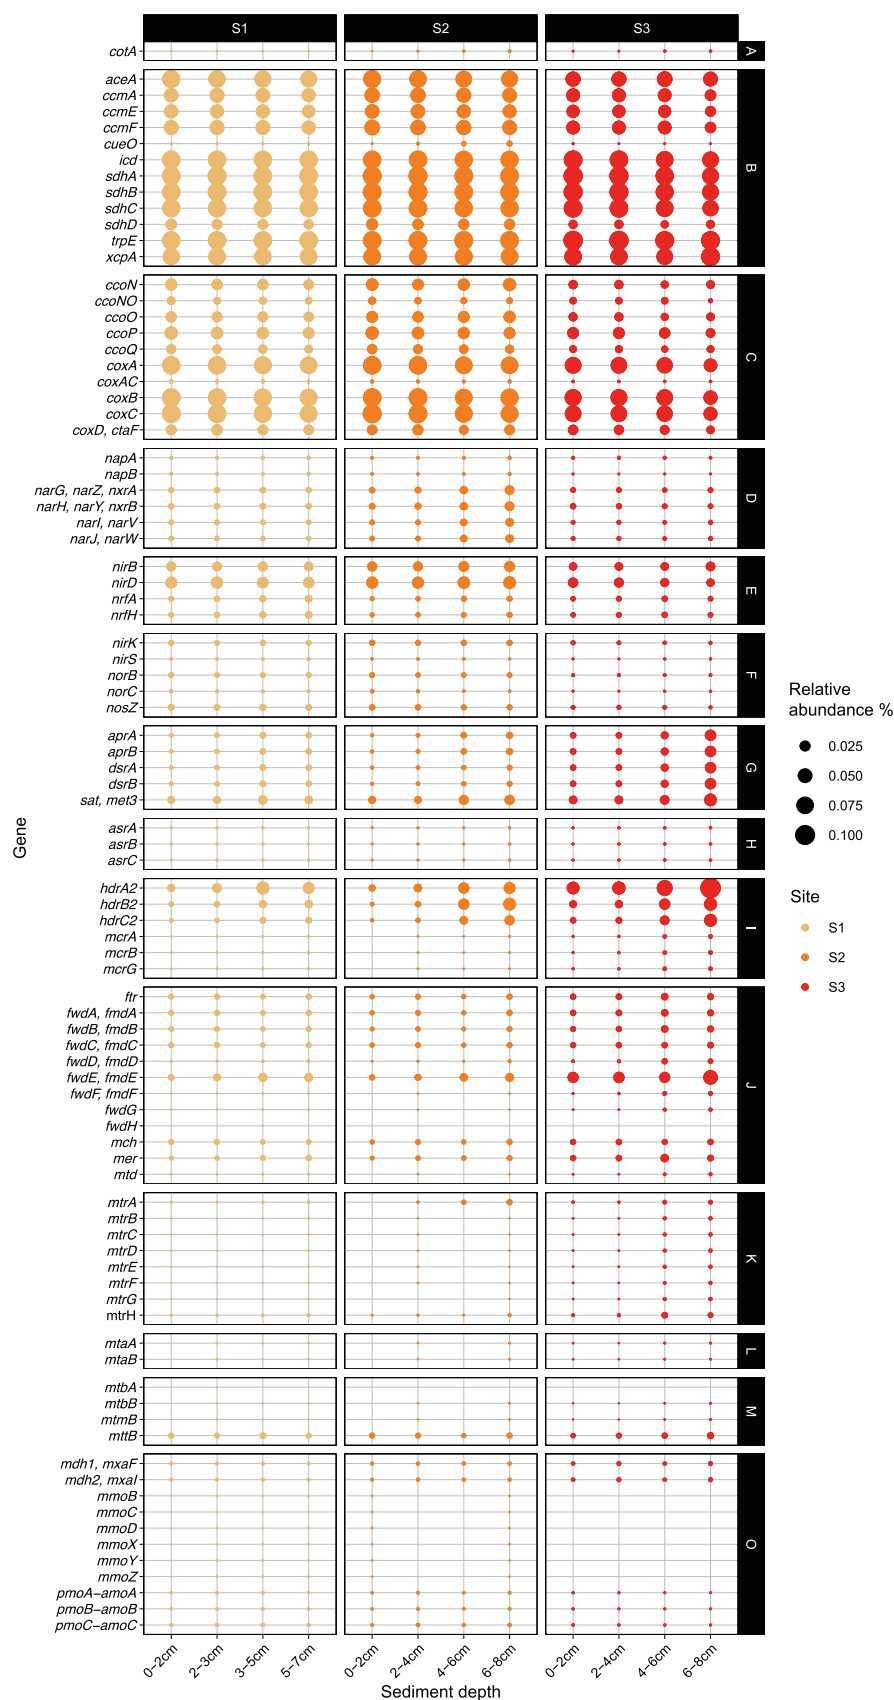 S1 S2 S3
cotA A
aceA
ccmA
ccmE
ccmF
cueO
icd B
sdhA
sdhB
sdhC
sdhD
trpE
xcpA
ccoN
ccoNO
ccoO
ccoP
ccoQ C
coxA
coxAC
coxB
coxC
coxD, ctaF
napA
napB
narG, narZ, nxrA
narH, narY, nxrB D
narI, narV
narJ, narW
nirB
nirD
nrfA E
nrfH
nirK
nirS
norB F
norC
nosZ
aprA
aprB
dsrA G
dsrB
sat, met3
asrA
asrB H
asrC
hdrA2
hdrB2
hdrC2
mcrA I
mcrB
mcrG
ftr
fwdA, fmdA
fwdB, fmdB
fwdC, fmdC
fwdD, fmdD
fwdE, fmdE J
fwdF, fmdF
fwdG
fwdH
mch
mer
mtd
mtrA
mtrB
mtrC
mtrD K
mtrE
mtrF
mtrG
mtrH
mtaA L
mtaB
mtbA
mtbB M
mtmB
mttB
mdh1, mxaF
mdh2, mxaI
mmoB
mmoC
mmoD
mmoX O
mmoY
mmoZ
pmoA−amoA
pmoB−amoB
pmoC−amoC
0−2cm 2−3cm 3−5cm 5−7cm 0−2cm 2−4cm 4−6cm 6−8cm 0−2cm 2−4cm 4−6cm 6−8cm
Sediment depth
Gene
Relative
abundance %
0.025
0.050
0.075
0.100
Site
S1
S2
S3